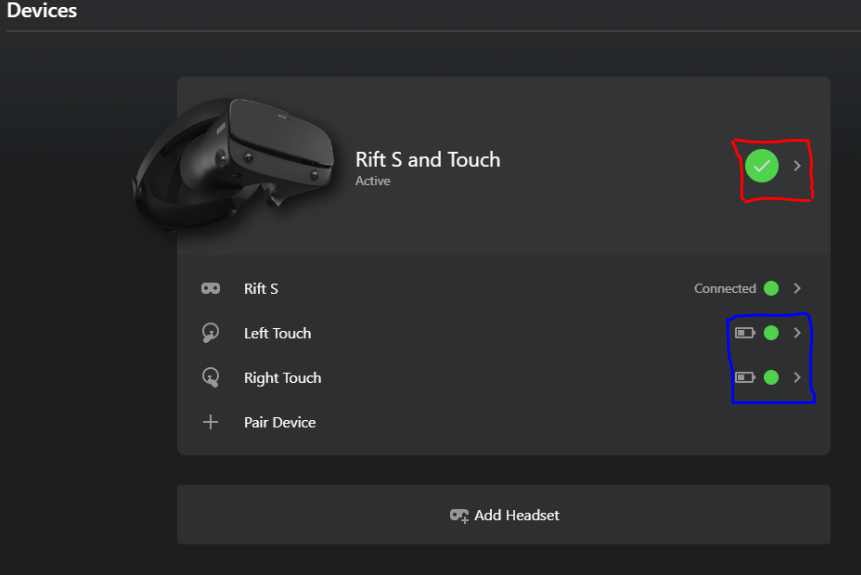 Devices
Rift S and Touch
Active
Rift S
Connected
Left Touch
Right Touch
Pair Device
Add Headset